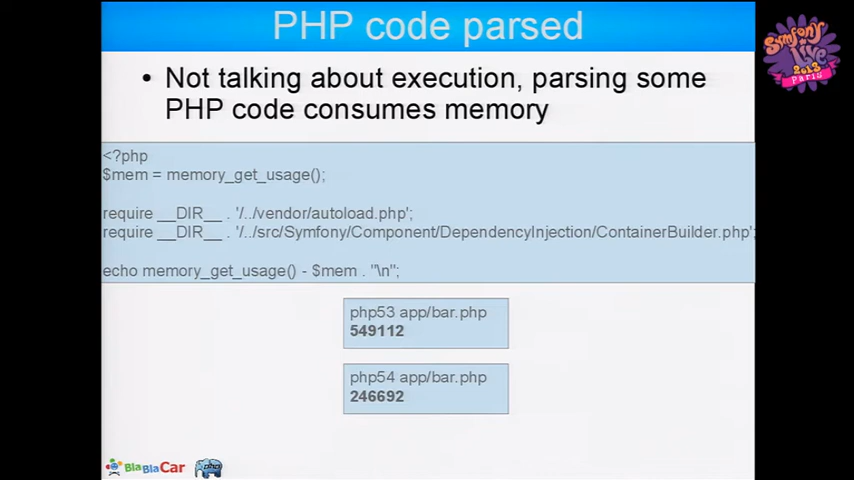 PHP code parsed
Symfony
Live
2013
Paris
• Not talking about execution, parsing some
PHP code consumes memory
<?php
$mem = memory_get_usage();
require __DIR__ . '/../vendor/autoload.php';
require __DIR__ . '/../src/Symfony/Component/DependencyInjection/ContainerBuilder.php';
echo memory_get_usage() - $mem . "\n";
php53 app/bar.php
549112
php54 app/bar.php
246692
BlaBlaCar
php